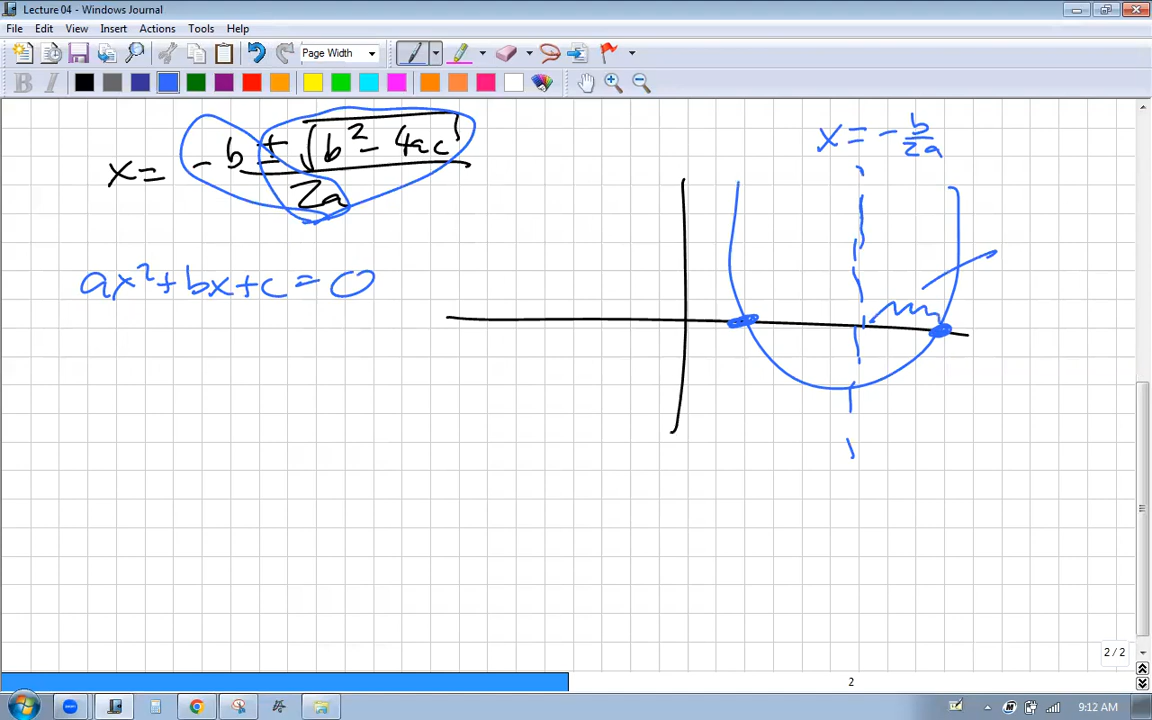 Lecture 04 - Windows Journal
File Edit View Insert Actions Tools Help
Page Width
B I
x = -b ± √b² - 4ac / 2a
x = - b/2a
ax² + bx + c = 0
2 / 2
2
9:12 AM